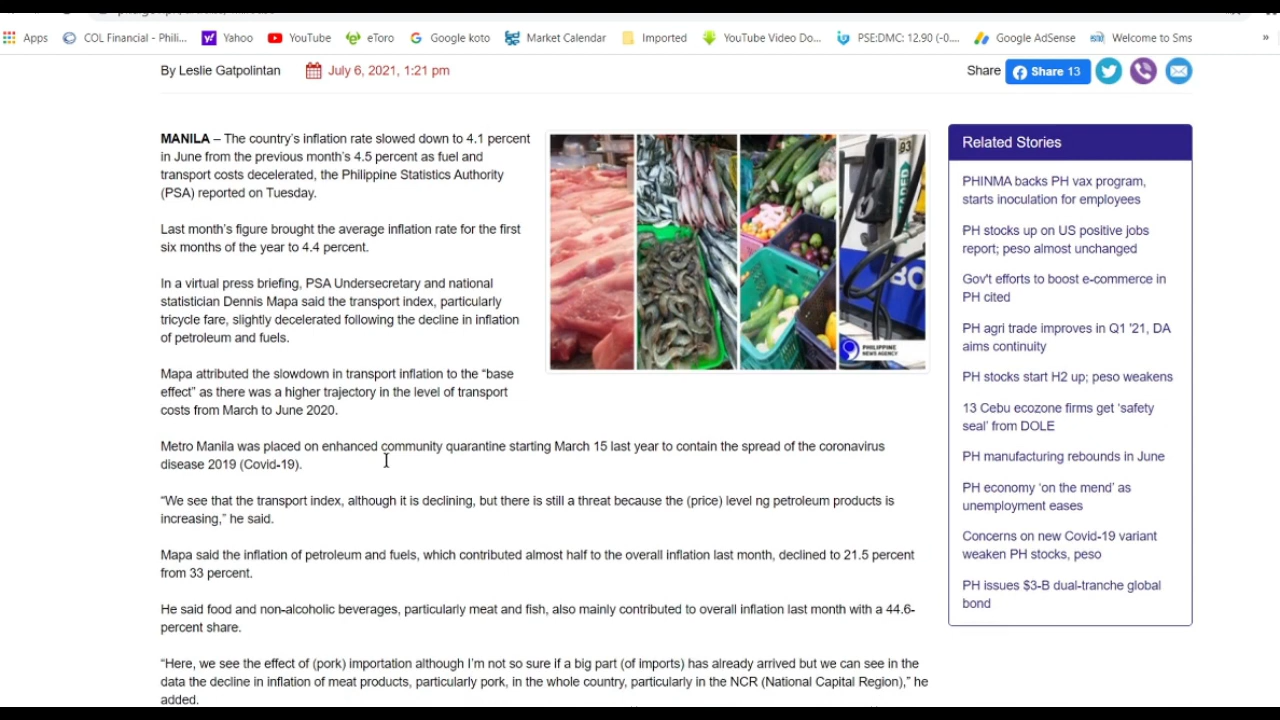 Apps
COL Financial - Phili...
Yahoo
YouTube
eToro
Google koto
Market Calendar
Imported
YouTube Video Do...
PSE:DMC: 12.90 (-0....
Google AdSense
Welcome to Sms
»
By Leslie Gatpolintan
July 6, 2021, 1:21 pm
Share
Share 13
MANILA – The country's inflation rate slowed down to 4.1 percent
in June from the previous month's 4.5 percent as fuel and
transport costs decelerated, the Philippine Statistics Authority
(PSA) reported on Tuesday.
Last month's figure brought the average inflation rate for the first
six months of the year to 4.4 percent.
In a virtual press briefing, PSA Undersecretary and national
statistician Dennis Mapa said the transport index, particularly
tricycle fare, slightly decelerated following the decline in inflation
of petroleum and fuels.
Mapa attributed the slowdown in transport inflation to the “base
effect” as there was a higher trajectory in the level of transport
costs from March to June 2020.
Metro Manila was placed on enhanced community quarantine starting March 15 last year to contain the spread of the coronavirus
disease 2019 (Covid-19).
“We see that the transport index, although it is declining, but there is still a threat because the (price) level ng petroleum products is
increasing,” he said.
Mapa said the inflation of petroleum and fuels, which contributed almost half to the overall inflation last month, declined to 21.5 percent
from 33 percent.
He said food and non-alcoholic beverages, particularly meat and fish, also mainly contributed to overall inflation last month with a 44.6-
percent share.
“Here, we see the effect of (pork) importation although I'm not so sure if a big part (of imports) has already arrived but we can see in the
data the decline in inflation of meat products, particularly pork, in the whole country, particularly in the NCR (National Capital Region),” he
added.
93
BO
PHILIPPINE
NEWS AGENCY
Related Stories
PHINMA backs PH vax program,
starts inoculation for employees
PH stocks up on US positive jobs
report; peso almost unchanged
Gov't efforts to boost e-commerce in
PH cited
PH agri trade improves in Q1 '21, DA
aims continuity
PH stocks start H2 up; peso weakens
13 Cebu ecozone firms get ‘safety
seal’ from DOLE
PH manufacturing rebounds in June
PH economy ‘on the mend’ as
unemployment eases
Concerns on new Covid-19 variant
weaken PH stocks, peso
PH issues $3-B dual-tranche global
bond